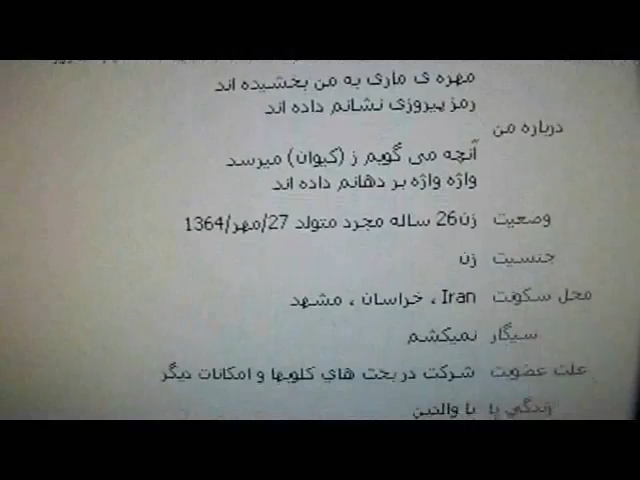 مهره ی ماری به من بخشیده اند
رمز پیروزی نشانم داده اند
درباره من
آنچه می گویم ز (کیوان) میرسد
واژه واژه بر دهانم داده اند
وضعیت زن26 ساله مجرد متولد 27/مهر/1364
جنسیت زن
محل سکونت Iran ، خراسان ، مشهد
سیگار نمیکشم
علت عضویت شرکت در بحث های کلوبها و امکانات دیگر
زندگی با با والدین